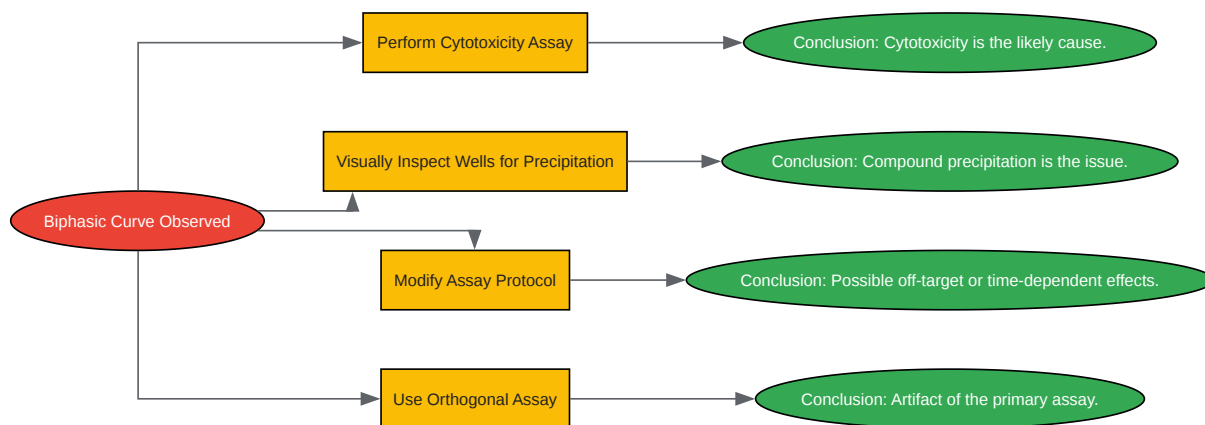 Perform Cytotoxicity Assay
Conclusion: Cytotoxicity is the likely cause.
Visually Inspect Wells for Precipitation
Conclusion: Compound precipitation is the issue.
Biphasic Curve Observed
Modify Assay Protocol
Conclusion: Possible off-target or time-dependent effects.
Use Orthogonal Assay
Conclusion: Artifact of the primary assay.